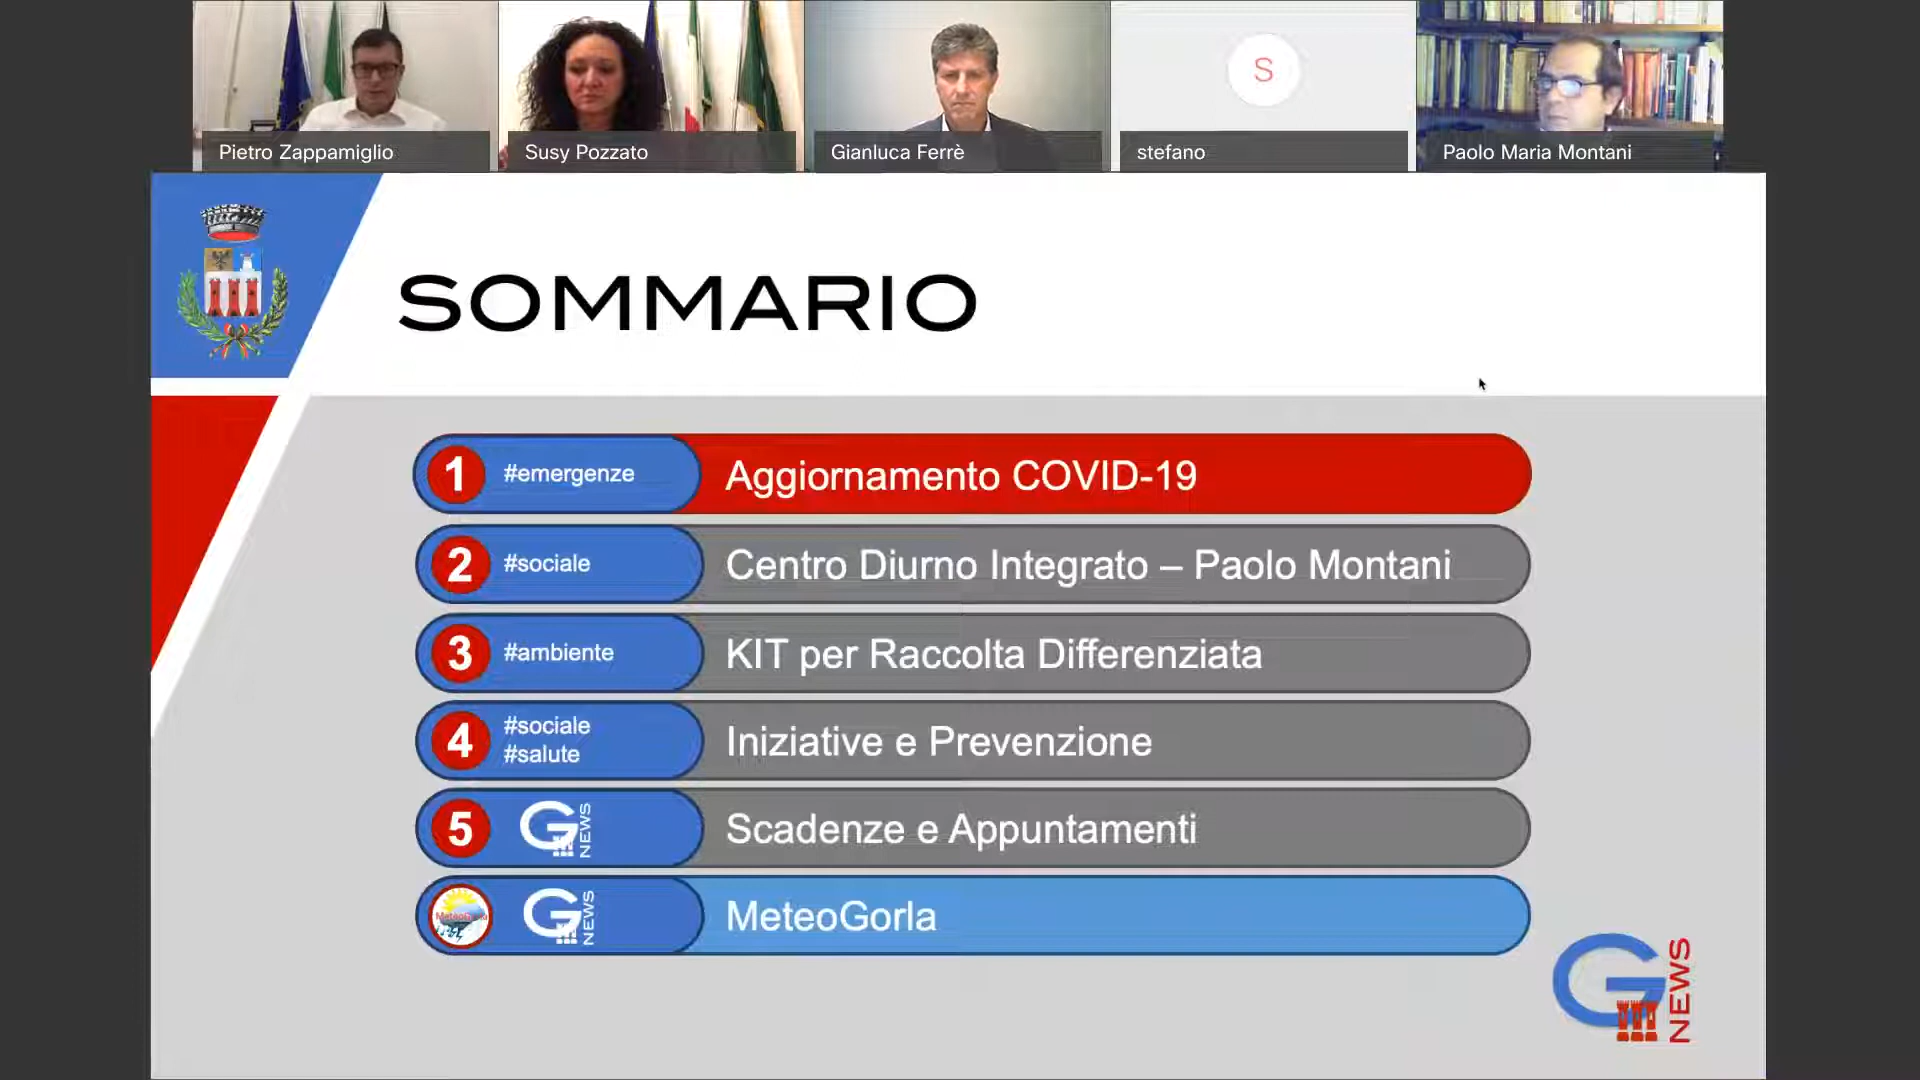 Pietro Zappamiglio
Susy Pozzato
Gianluca Ferrè
S
stefano
Paolo Maria Montani
SOMMARIO
1 #emergenze Aggiornamento COVID-19
2 #sociale Centro Diurno Integrato – Paolo Montani
3 #ambiente KIT per Raccolta Differenziata
4 #sociale #salute Iniziative e Prevenzione
5 G NEWS Scadenze e Appuntamenti
MeteoGorla G NEWS MeteoGorla
G NEWS